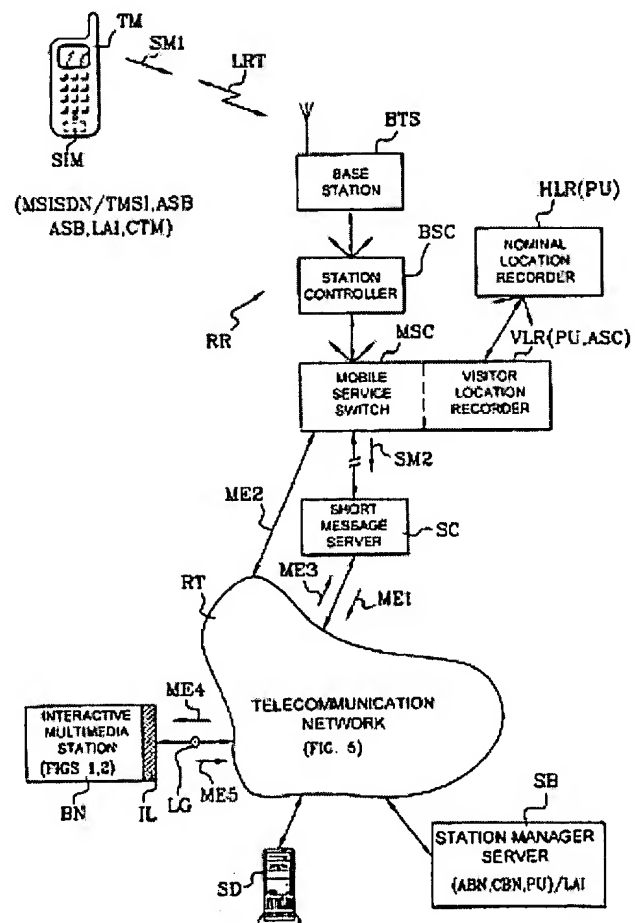 TM
SM1
LRT
SIM
BTS
BASE
STATION
(MSISDN/TMSI,ASB
ASB,LAI,CTM)
HLR(PU)
BSC
NOMINAL
LOCATION
RECORDER
STATION
CONTROLLER
RR
MSC
VLR(PU,ASC)
MOBILE
SERVICE
SWITCH
VISITOR
LOCATION
RECORDER
SM2
ME2
SHORT
MESSAGE
SERVER
SC
ME3
RT
ME1
TELECOMMUNICATION
NETWORK
(FIG. 6)
ME4
INTERACTIVE
MULTIMEDIA
STATION
(FIGS 1,2)
BN
IL
LG
ME5
SB
STATION MANAGER
SERVER
(ABN,CBN,PU)/LAI
SD